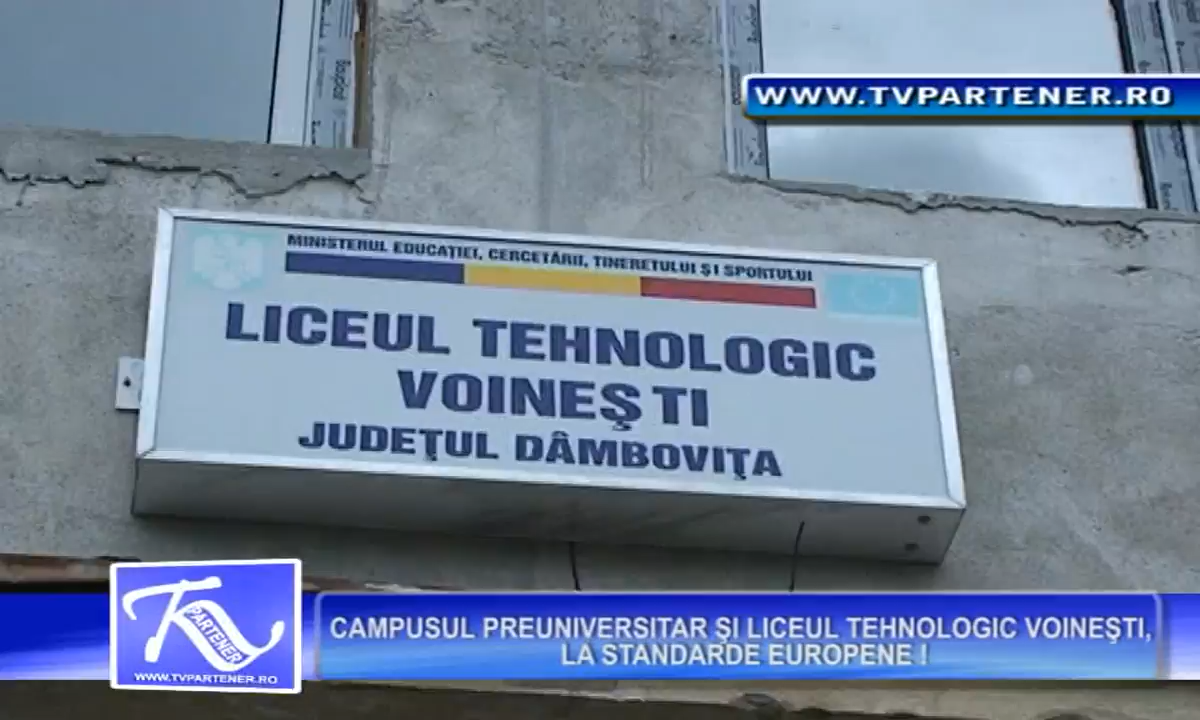 WWW.TVPARTENER.RO
MINISTERUL EDUCAŢIEI, CERCETĂRII, TINERETULUI ŞI SPORTULUI
LICEUL TEHNOLOGIC
VOINEŞTI
JUDEŢUL DÂMBOVIŢA
TV
PARTENER
WWW.TVPARTENER.RO
CAMPUSUL PREUNIVERSITAR ŞI LICEUL TEHNOLOGIC VOINEŞTI,
LA STANDARDE EUROPENE !